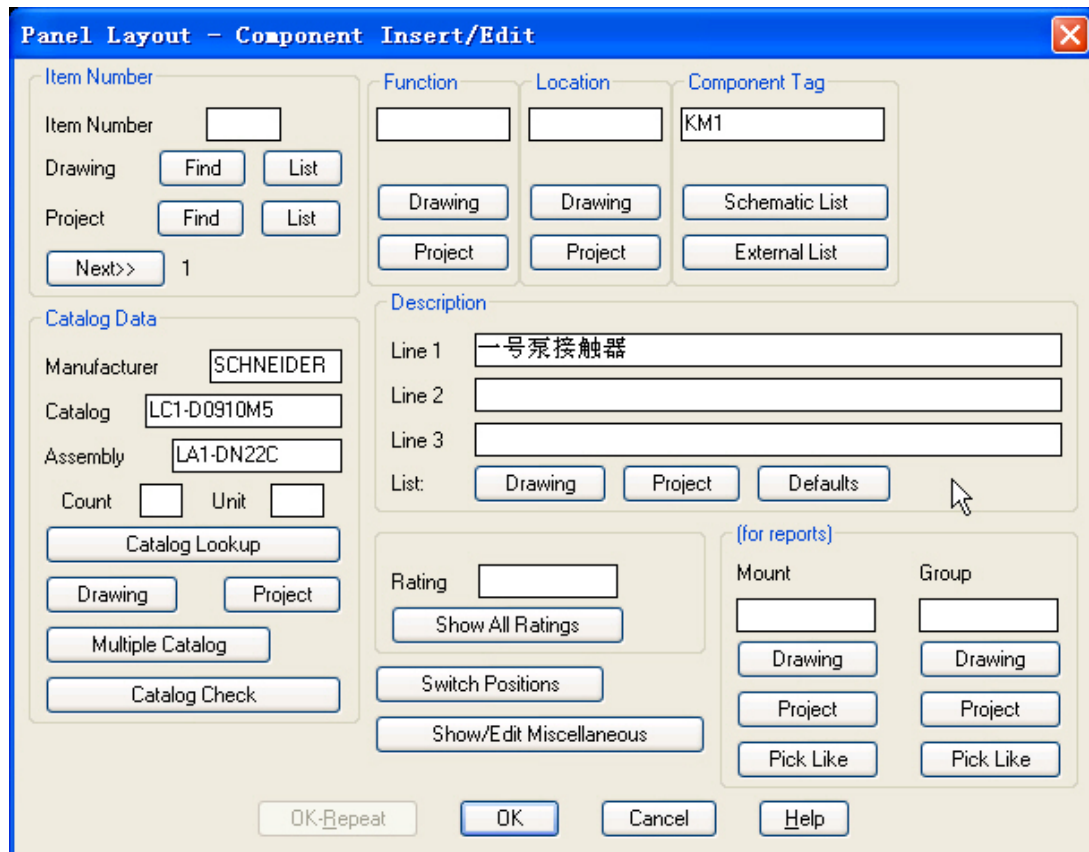 Panel Layout - Component Insert/Edit
Item Number
Item Number
Drawing Find List
Project Find List
Next>> 1
Function
Drawing
Project
Location
Drawing
Project
Component Tag
KM1
Schematic List
External List
Catalog Data
Manufacturer SCHNEIDER
Catalog LC1-D0910M5
Assembly LA1-DN22C
Count Unit
Catalog Lookup
Drawing Project
Multiple Catalog
Catalog Check
Description
Line 1 一号泵接触器
Line 2
Line 3
List: Drawing Project Defaults
Rating
Show All Ratings
Switch Positions
Show/Edit Miscellaneous
(for reports)
Mount Group
Drawing Drawing
Project Project
Pick Like Pick Like
OK-Repeat OK Cancel Help